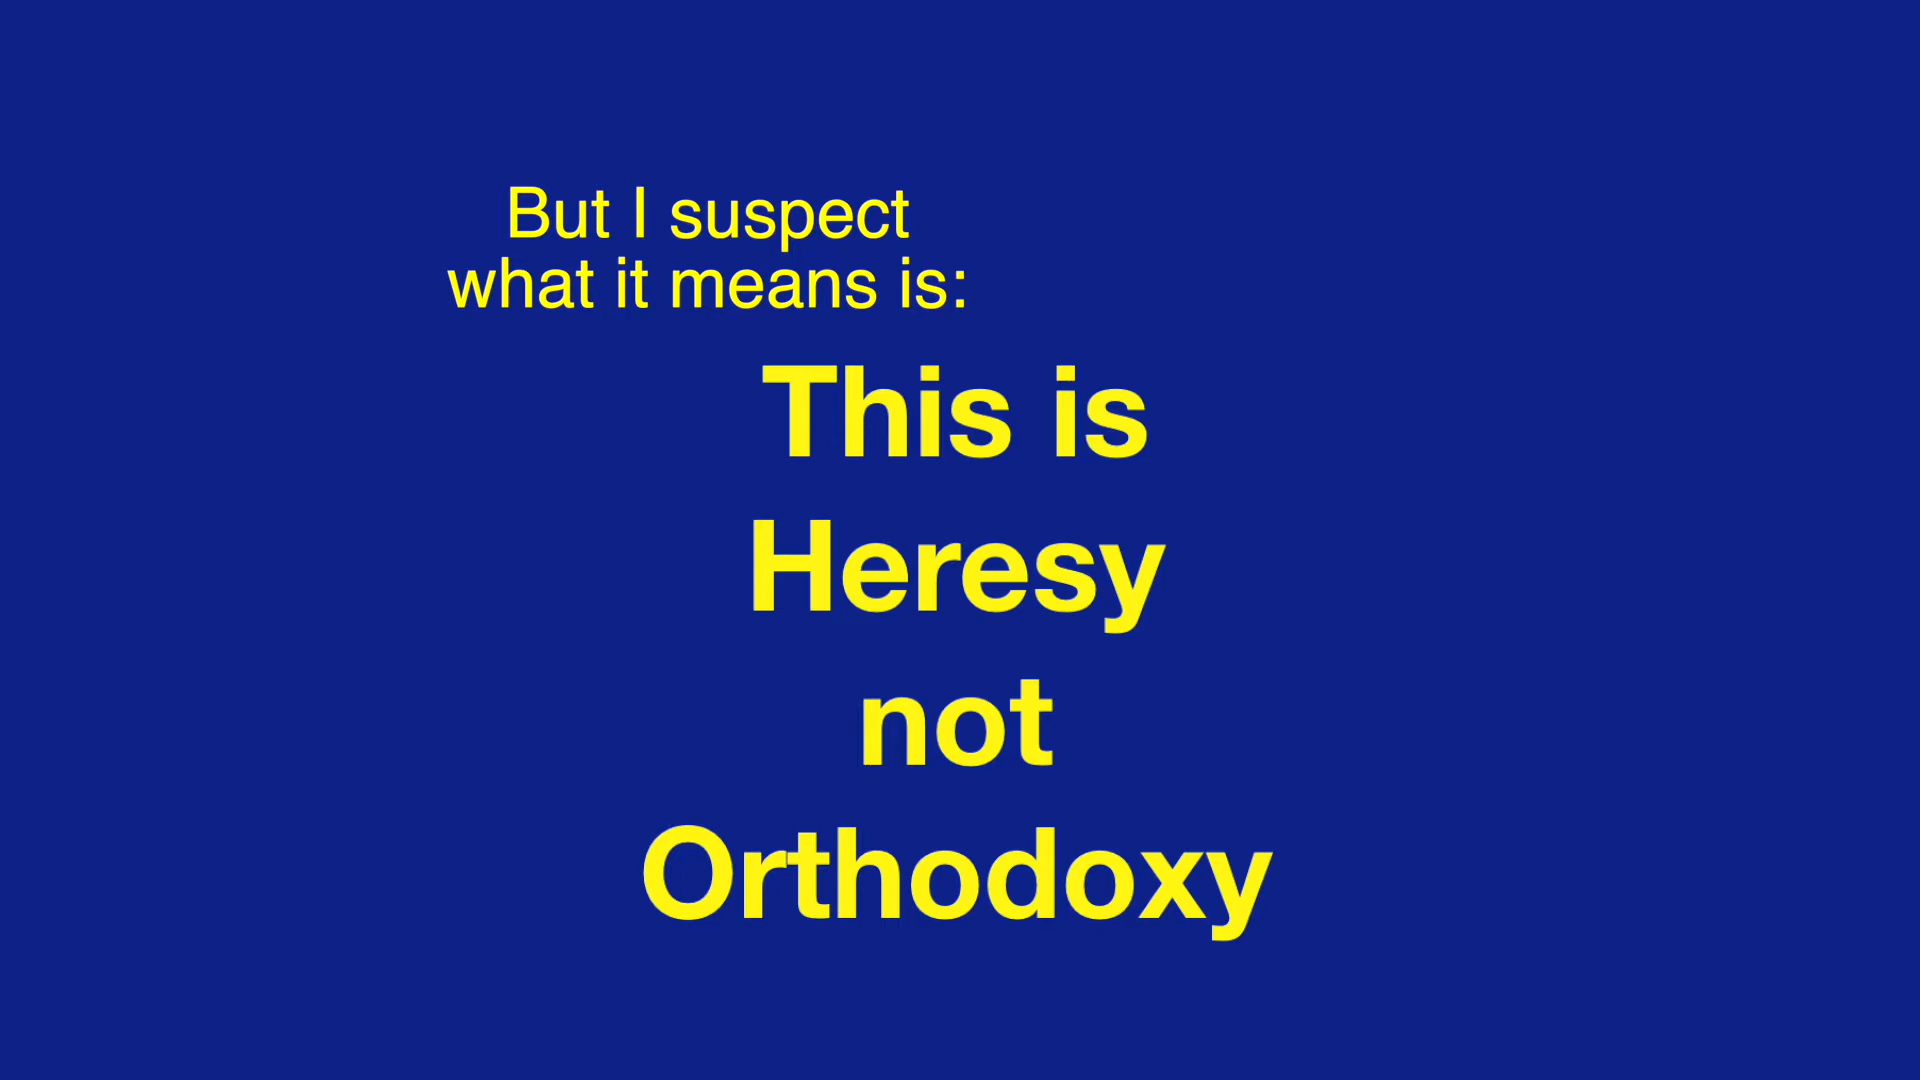 But I suspect
what it means is:
This is
Heresy
not
Orthodoxy